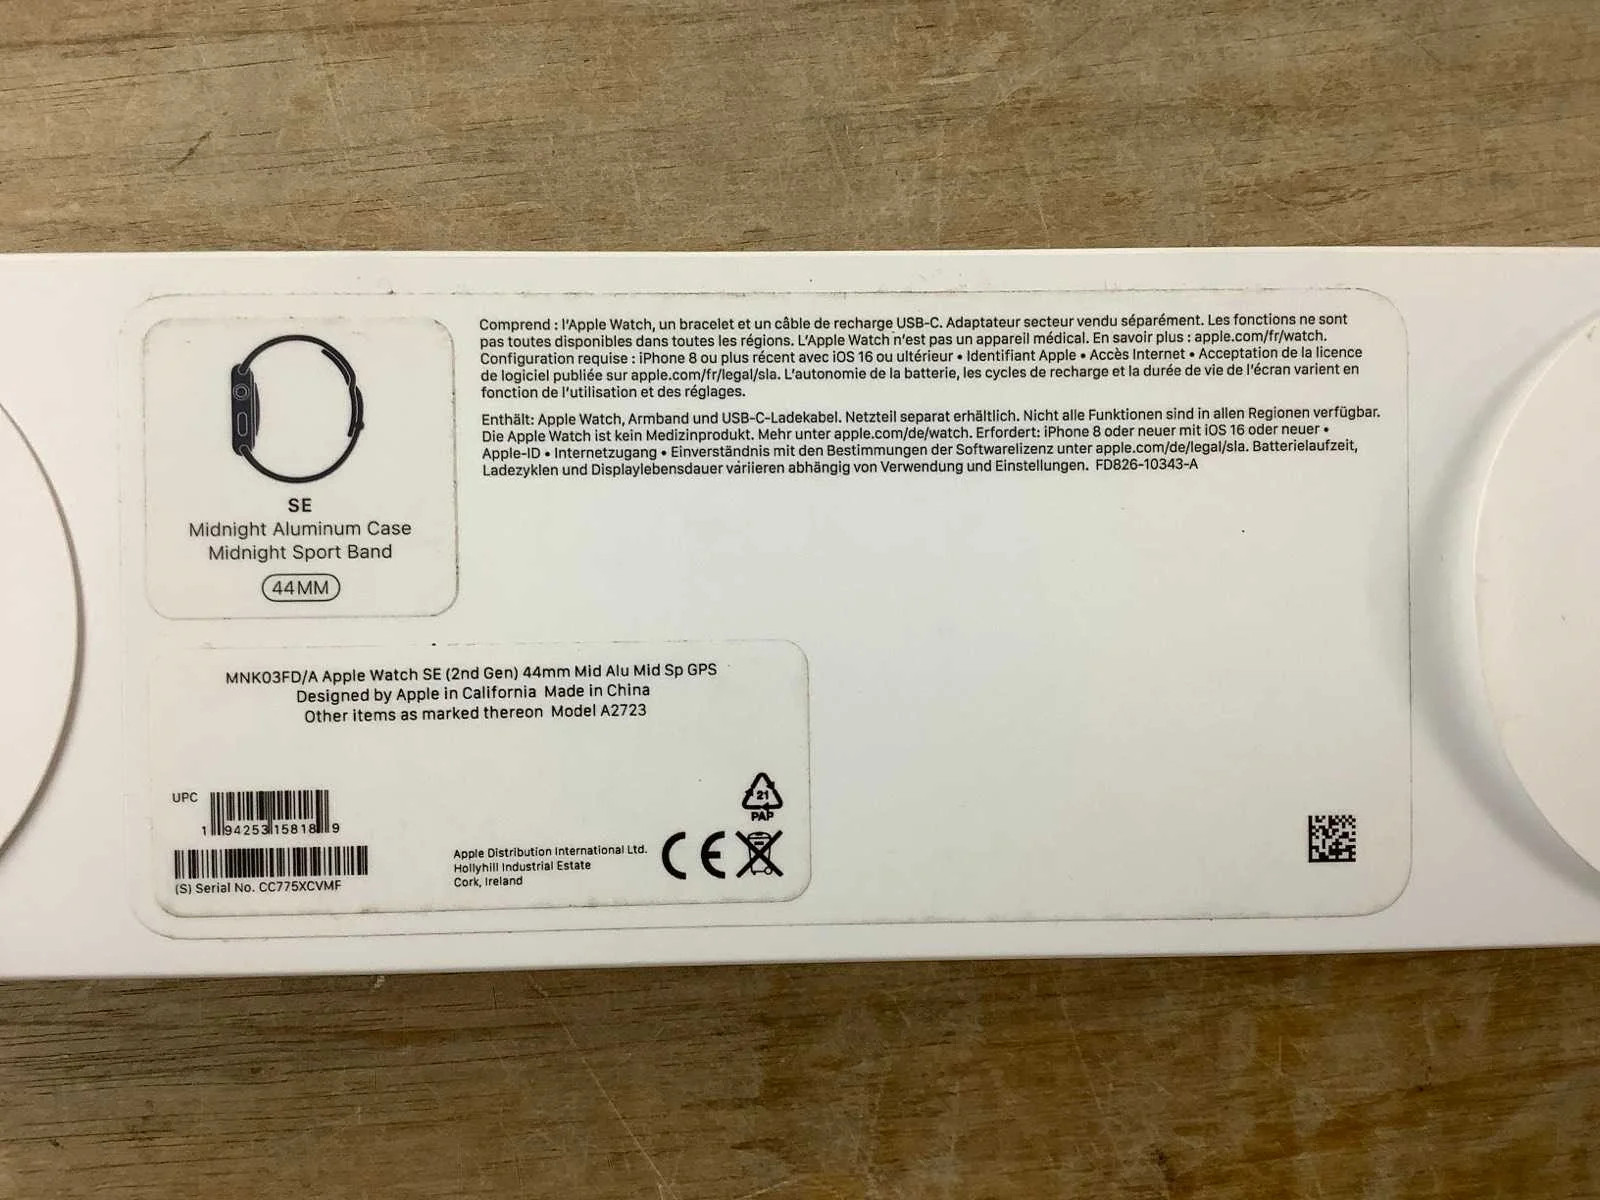 Comprend : l'Apple Watch, un bracelet et un câble de recharge USB-C. Adaptateur secteur vendu séparément. Les fonctions ne sont
pas toutes disponibles dans toutes les régions. L'Apple Watch n'est pas un appareil médical. En savoir plus : apple.com/fr/watch.
Configuration requise : iPhone 8 ou plus récent avec iOS 16 ou ultérieur • Identifiant Apple • Accès Internet • Acceptation de la licence
de logiciel publiée sur apple.com/fr/legal/sla. L'autonomie de la batterie, les cycles de recharge et la durée de vie de l'écran varient en
fonction de l'utilisation et des réglages.
Enthält: Apple Watch, Armband und USB-C-Ladekabel. Netzteil separat erhältlich. Nicht alle Funktionen sind in allen Regionen verfügbar.
Die Apple Watch ist kein Medizinprodukt. Mehr unter apple.com/de/watch. Erfordert: iPhone 8 oder neuer mit iOS 16 oder neuer •
Apple-ID • Internetzugang • Einverständnis mit den Bestimmungen der Softwarelizenz unter apple.com/de/legal/sla. Batterielaufzeit,
Ladezyklen und Displaylebensdauer variieren abhängig von Verwendung und Einstellungen. FD826-10343-A
SE
Midnight Aluminum Case
Midnight Sport Band
44MM
MNK03FD/A Apple Watch SE (2nd Gen) 44mm Mid Alu Mid Sp GPS
Designed by Apple in California Made in China
Other items as marked thereon Model A2723
UPC
1 94253 15818 9
(S) Serial No. CC775XCVMF
Apple Distribution International Ltd.
Hollyhill Industrial Estate
Cork, Ireland
21
PAP
CE